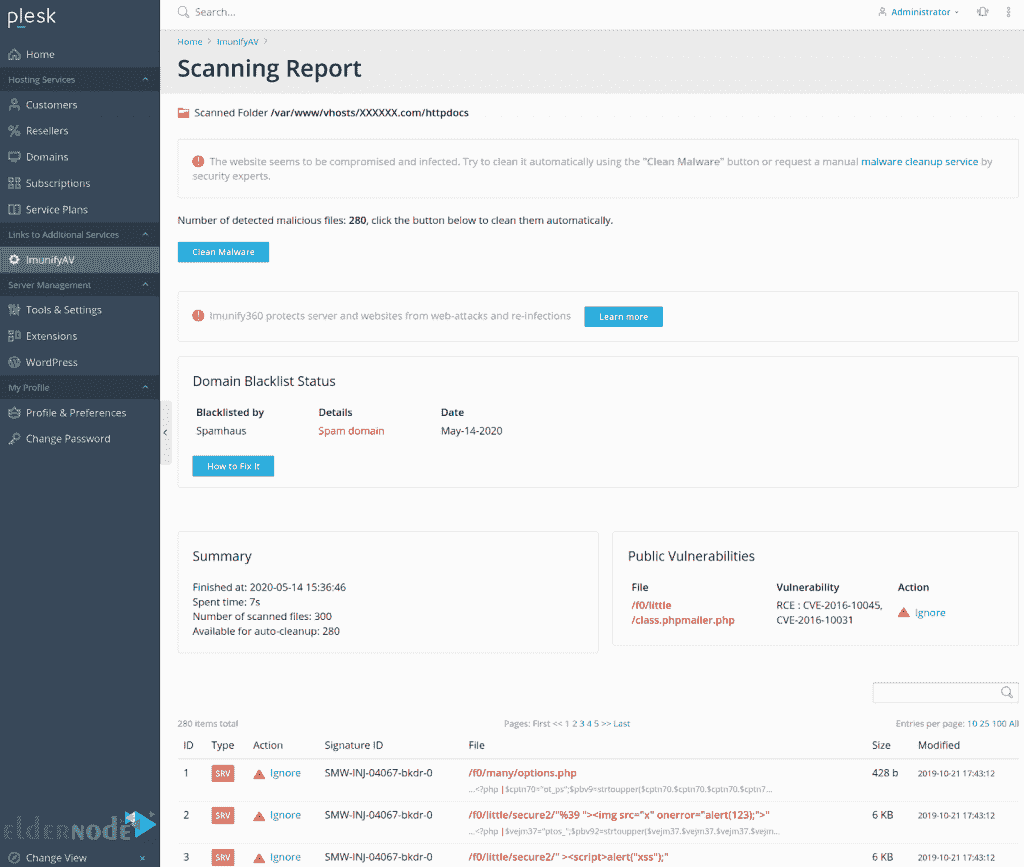 plesk
Search...
Administrator
Home
Hosting Services
Customers
Resellers
Domains
Subscriptions
Service Plans
Links to Additional Services
ImunifyAV
Server Management
Tools & Settings
Extensions
WordPress
My Profile
Profile & Preferences
Change Password
ELDERNODE
Change View
Home > ImunifyAV >
Scanning Report
Scanned Folder /var/www/vhosts/XXXXXX.com/httpdocs
The website seems to be compromised and infected. Try to clean it automatically using the "Clean Malware" button or request a manual malware cleanup service by
security experts.
Number of detected malicious files: 280, click the button below to clean them automatically.
Clean Malware
Imunify360 protects server and websites from web-attacks and re-infections
Learn more
Domain Blacklist Status
Blacklisted by Details Date
Spamhaus Spam domain May-14-2020
How to Fix It
Summary
Finished at: 2020-05-14 15:36:46
Spent time: 7s
Number of scanned files: 300
Available for auto-cleanup: 280
Public Vulnerabilities
File Vulnerability Action
/f0/little RCE : CVE-2016-10045,
/class.phpmailer.php CVE-2016-10031
Ignore
280 items total Pages: First << 1 2 3 4 5 >> Last Entries per page: 10 25 100 All
ID Type Action Signature ID File Size Modified
1 SRV Ignore SMW-INJ-04067-bkdr-0 /f0/many/options.php 428 b 2019-10-21 17:43:12
...<?php |$cptn70="ot_ps";$pbv9=strtoupper($cptn70.$cptn70.$cptn70.$cptn7...
2 SRV Ignore SMW-INJ-04067-bkdr-0 /f0/little/secure2/"%39 "><img src="x" onerror="alert(123);">" 6 KB 2019-10-21 17:43:12
...<?php |$vejm37="ptos_";$pbv92=strtoupper($vejm37.$vejm37.$vejm37.$vejm...
3 SRV Ignore SMW-INJ-04067-bkdr-0 /f0/little/secure2/" ><script>alert("xss");" 6 KB 2019-10-21 17:43:12